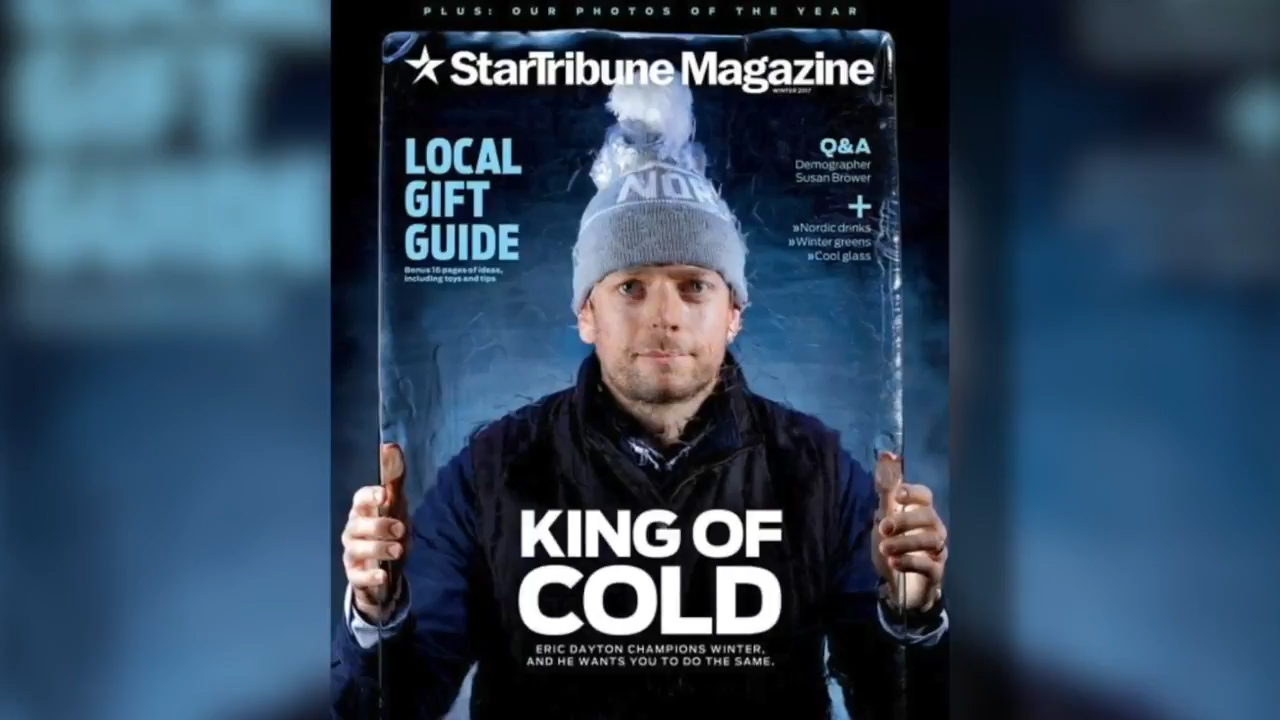 PLUS: OUR PHOTOS OF THE YEAR
StarTribune Magazine
WINTER 2017
LOCAL
GIFT
GUIDE
Bonus 16 pages of ideas,
including toys and tips
Q&A
Demographer
Susan Brower
+
»Nordic drinks
»Winter greens
»Cool glass
NOR
KING OF
COLD
ERIC DAYTON CHAMPIONS WINTER,
AND HE WANTS YOU TO DO THE SAME.